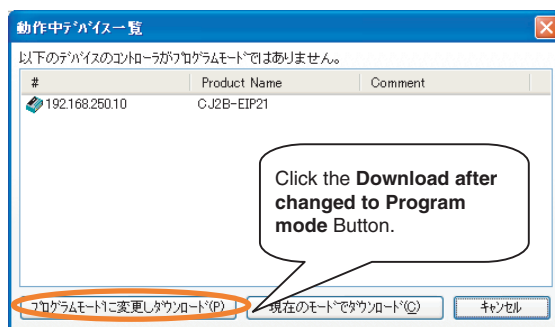 動作中ﾃﾞﾊﾞｲｽ一覧
以下のﾃﾞﾊﾞｲｽのｺﾝﾄﾛｰﾗがﾌﾟﾛｸﾞﾗﾑﾓｰﾄﾞではありません。
# Product Name Comment
192.168.250.10 CJ2B-EIP21
Click the Download after
changed to Program
mode Button.
ﾌﾟﾛｸﾞﾗﾑﾓｰﾄﾞに変更しﾀﾞｳﾝﾛｰﾄﾞ(P) 現在のﾓｰﾄﾞでﾀﾞｳﾝﾛｰﾄﾞ(C) ｷｬﾝｾﾙ